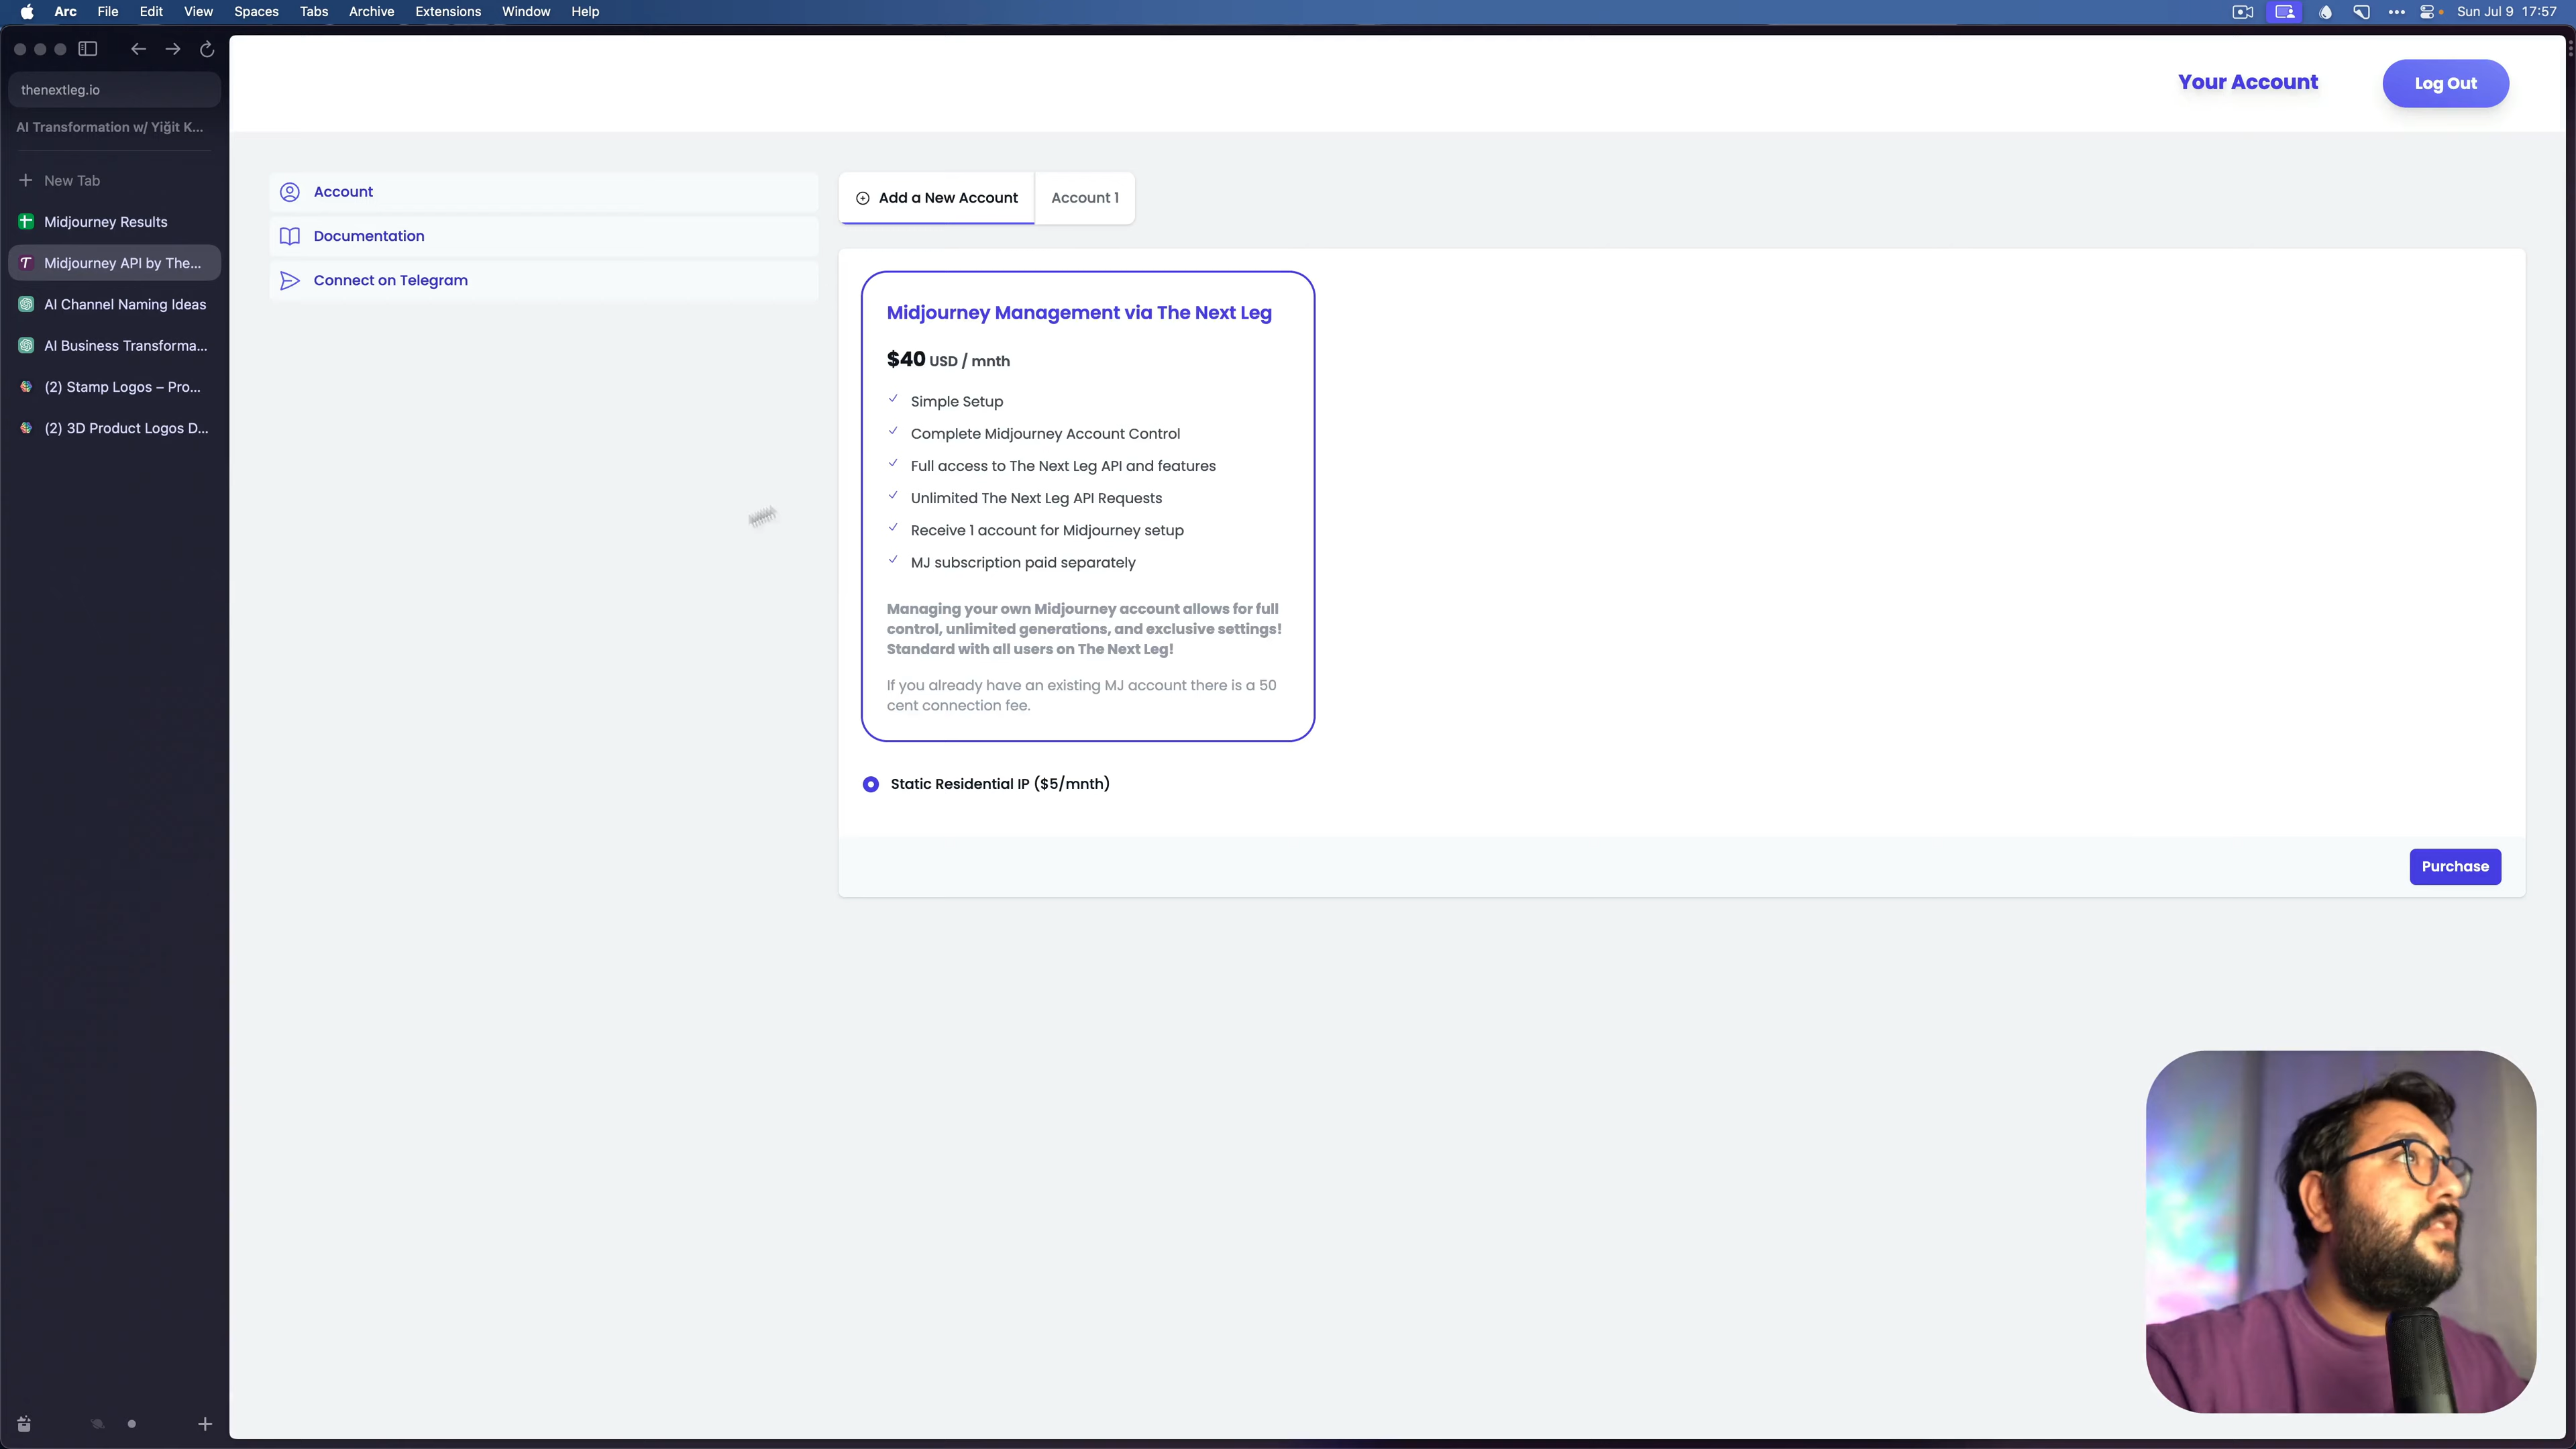 Arc File Edit View Spaces Tabs Archive Extensions Window Help
Sun Jul 9 17:57
thenextleg.io
AI Transformation w/ Yiğit K...
New Tab
Midjourney Results
Midjourney API by The...
AI Channel Naming Ideas
AI Business Transforma...
(2) Stamp Logos – Pro...
(2) 3D Product Logos D...
Your Account
Log Out
Account
Documentation
Connect on Telegram
Add a New Account
Account 1
Midjourney Management via The Next Leg
$40 USD / mnth
Simple Setup
Complete Midjourney Account Control
Full access to The Next Leg API and features
Unlimited The Next Leg API Requests
Receive 1 account for Midjourney setup
MJ subscription paid separately
Managing your own Midjourney account allows for full
control, unlimited generations, and exclusive settings!
Standard with all users on The Next Leg!
If you already have an existing MJ account there is a 50
cent connection fee.
Static Residential IP ($5/mnth)
Purchase